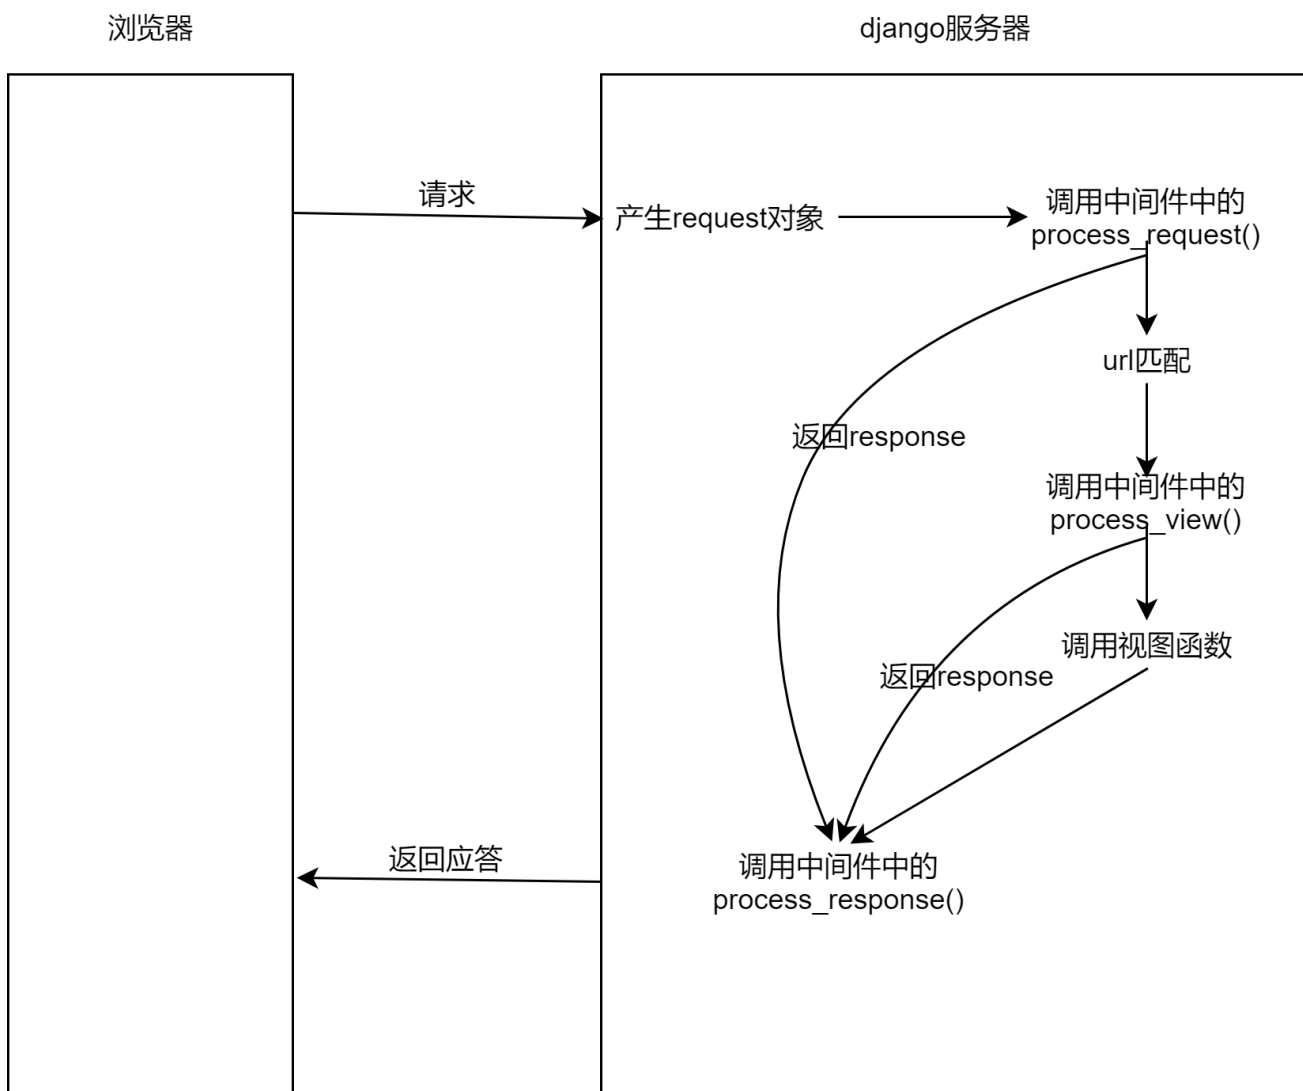 浏览器
django服务器
请求
产生request对象
调用中间件中的
process_request()
url匹配
返回response
调用中间件中的
process_view()
调用视图函数
返回response
返回应答
调用中间件中的
process_response()